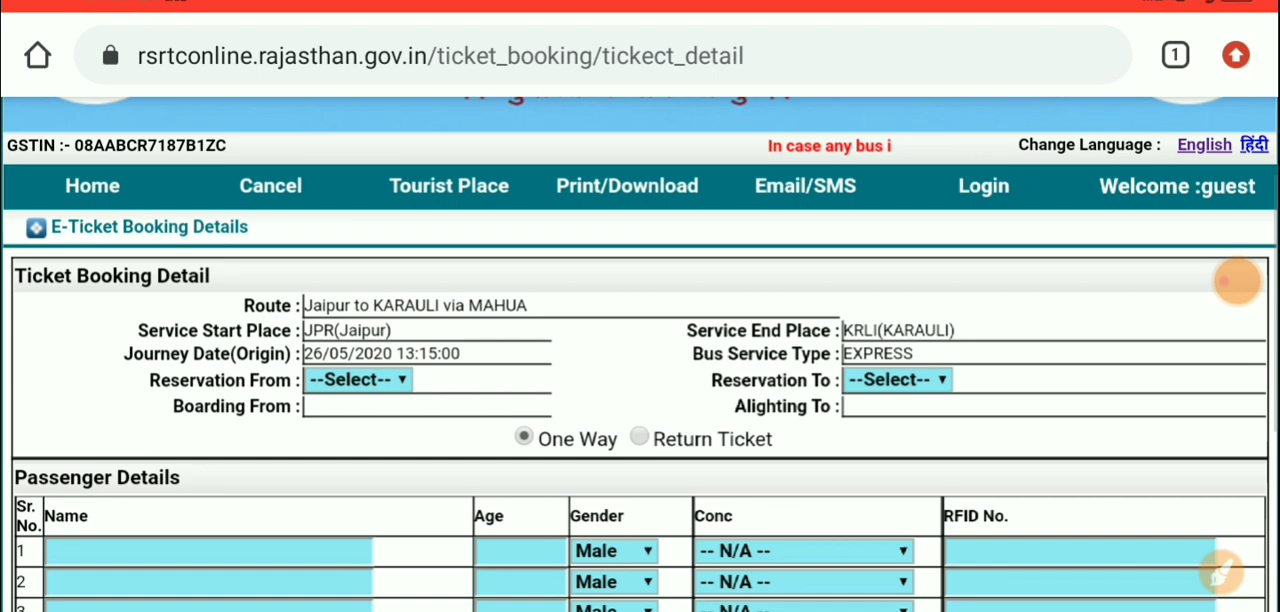 rsrtconline.rajasthan.gov.in/ticket_booking/tickect_detail 1
GSTIN :- 08AABCR7187B1ZC In case any bus i Change Language : English हिंदी
Home Cancel Tourist Place Print/Download Email/SMS Login Welcome :guest
E-Ticket Booking Details
Ticket Booking Detail
Route : Jaipur to KARAULI via MAHUA
Service Start Place : JPR(Jaipur) Service End Place : KRLI(KARAULI)
Journey Date(Origin) : 26/05/2020 13:15:00 Bus Service Type : EXPRESS
Reservation From : --Select-- Reservation To : --Select--
Boarding From : Alighting To :
One Way Return Ticket
Passenger Details
Sr. No. Name Age Gender Conc RFID No.
1 Male -- N/A --
2 Male -- N/A --
3 Male -- N/A --